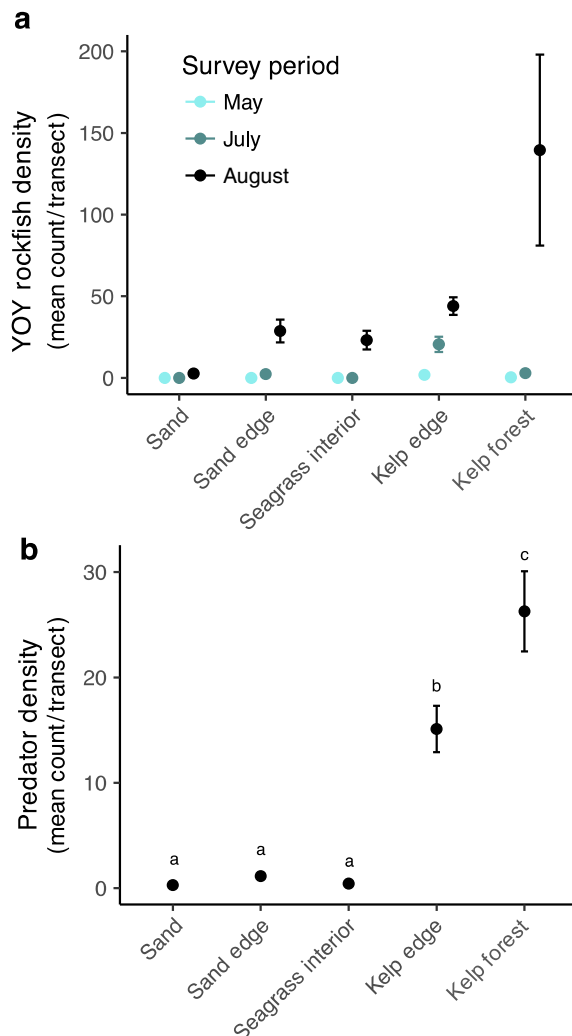 a
YOY rockfish density
(mean count/transect)
200
150
100
50
0
Survey period
May
July
August
Sand
Sand edge
Seagrass interior
Kelp edge
Kelp forest
b
Predator density
(mean count/transect)
30
20
10
0
a
a
a
b
c
Sand
Sand edge
Seagrass interior
Kelp edge
Kelp forest